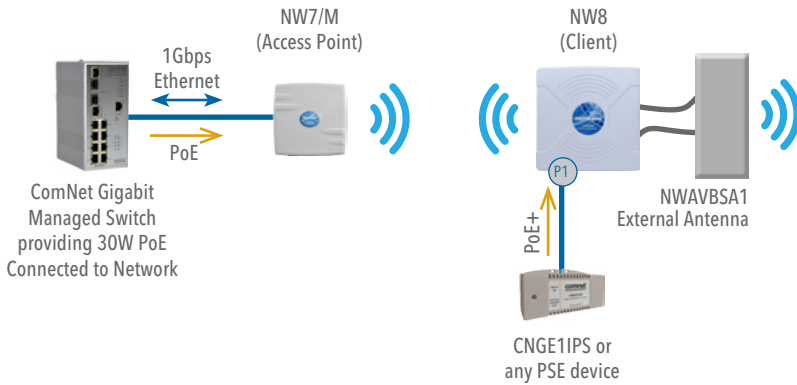 NW7/M
(Access Point)
NW8
(Client)
1Gbps
Ethernet
PoE
P1
PoE+
ComNet Gigabit
Managed Switch
providing 30W PoE
Connected to Network
NWAVBSA1
External Antenna
comnet
CNGE1IPS or
any PSE device